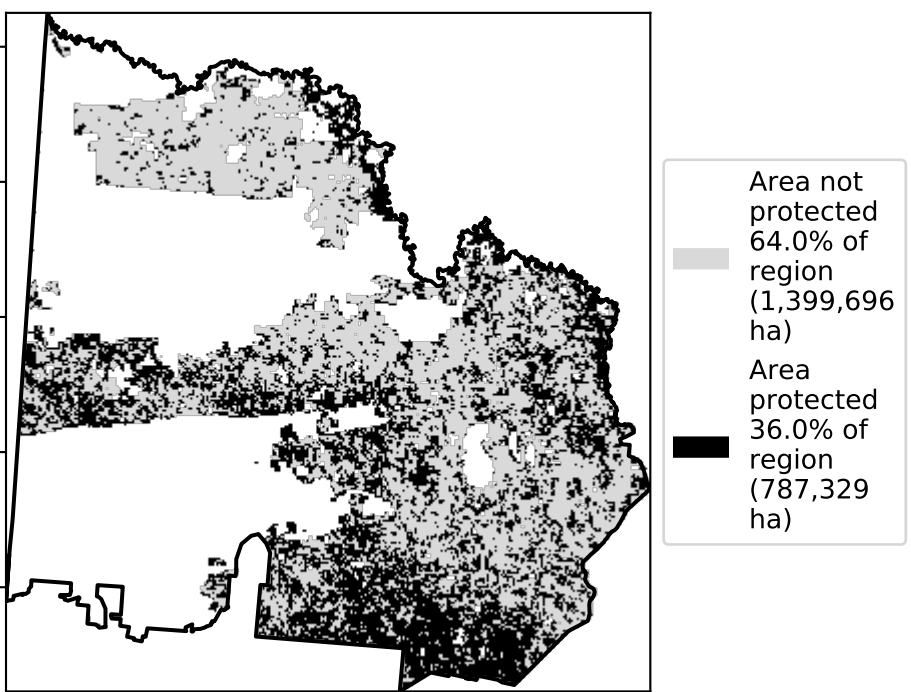 Area not
protected
64.0% of
region
(1,399,696
ha)
Area
protected
36.0% of
region
(787,329
ha)